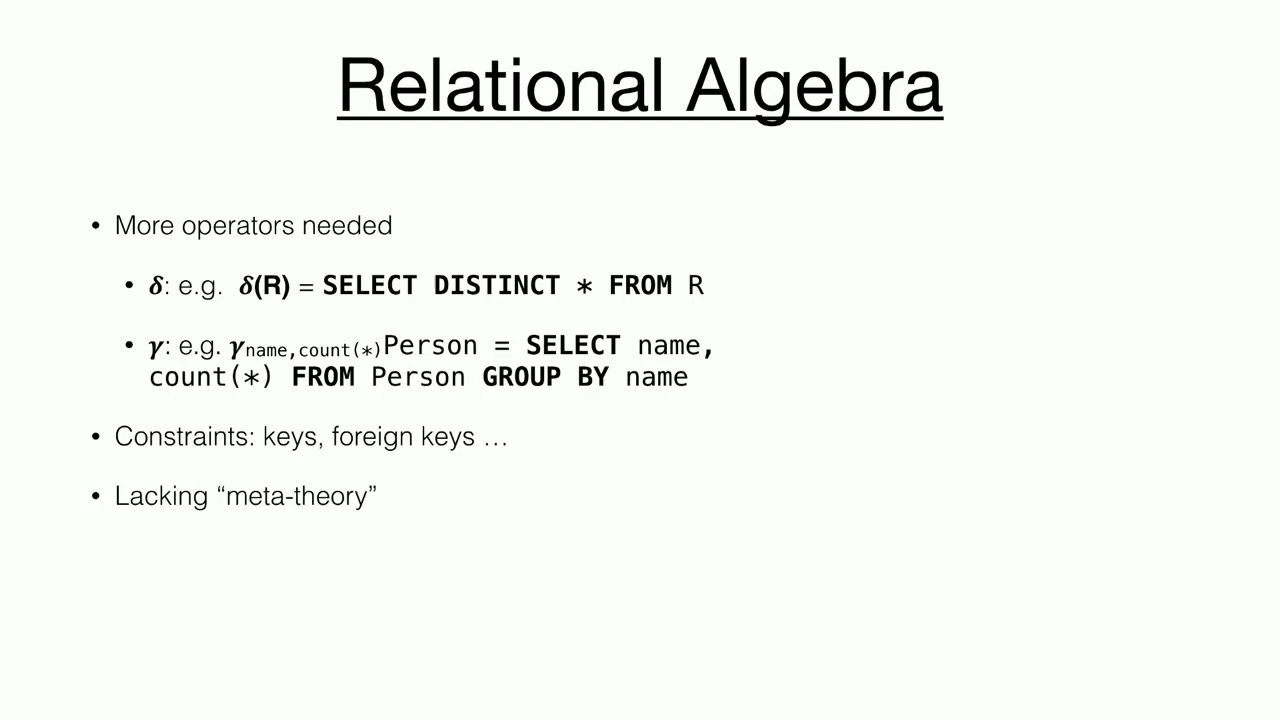 Relational Algebra
• More operators needed
• δ: e.g. δ(R) = SELECT DISTINCT * FROM R
• γ: e.g. γname,count(*)Person = SELECT name,
count(*) FROM Person GROUP BY name
• Constraints: keys, foreign keys …
• Lacking “meta-theory”